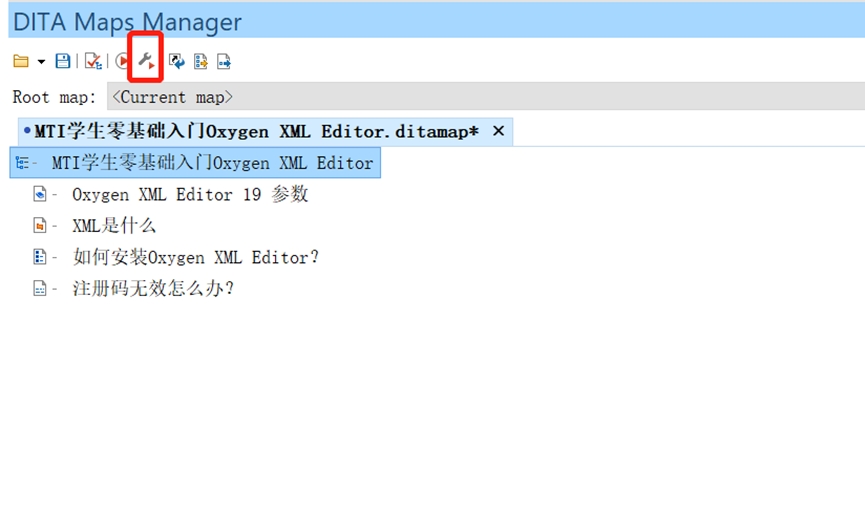 DITA Maps Manager
Root map: <Current map>
MTI学生零基础入门Oxygen XML Editor.ditamap*
MTI学生零基础入门Oxygen XML Editor
Oxygen XML Editor 19 参数
XML是什么
如何安装Oxygen XML Editor?
注册码无效怎么办?